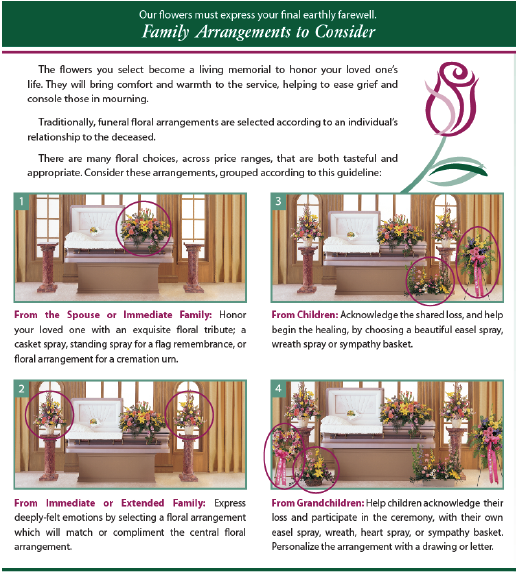 Our flowers must express your final earthly farewell.
Family Arrangements to Consider
The flowers you select become a living memorial to honor your loved one's
life. They will bring comfort and warmth to the service, helping to ease grief and
console those in mourning.
Traditionally, funeral floral arrangements are selected according to an individual's
relationship to the deceased.
There are many floral choices, across price ranges, that are both tasteful and
appropriate. Consider these arrangements, grouped according to this guideline:
1
From the Spouse or Immediate Family: Honor
your loved one with an exquisite floral tribute; a
casket spray, standing spray for a flag remembrance, or
floral arrangement for a cremation urn.
2
From Immediate or Extended Family: Express
deeply-felt emotions by selecting a floral arrangement
which will match or compliment the central floral
arrangement.
3
From Children: Acknowledge the shared loss, and help
begin the healing, by choosing a beautiful easel spray,
wreath spray or sympathy basket.
4
From Grandchildren: Help children acknowledge their
loss and participate in the ceremony, with their own
easel spray, wreath, heart spray, or sympathy basket.
Personalize the arrangement with a drawing or letter.